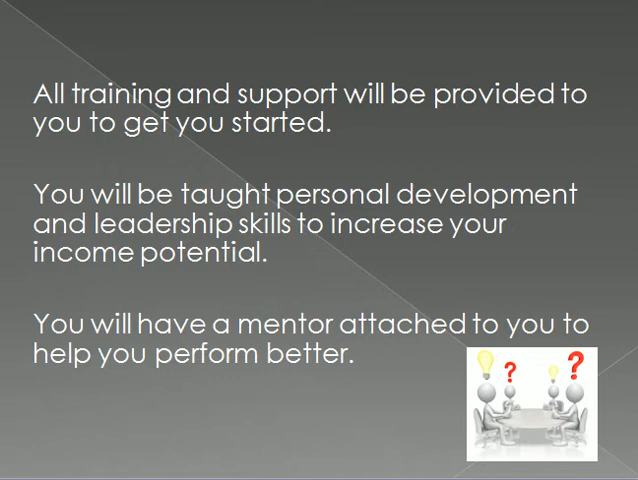 All training and support will be provided to
you to get you started.
You will be taught personal development
and leadership skills to increase your
income potential.
You will have a mentor attached to you to
help you perform better.
? ?